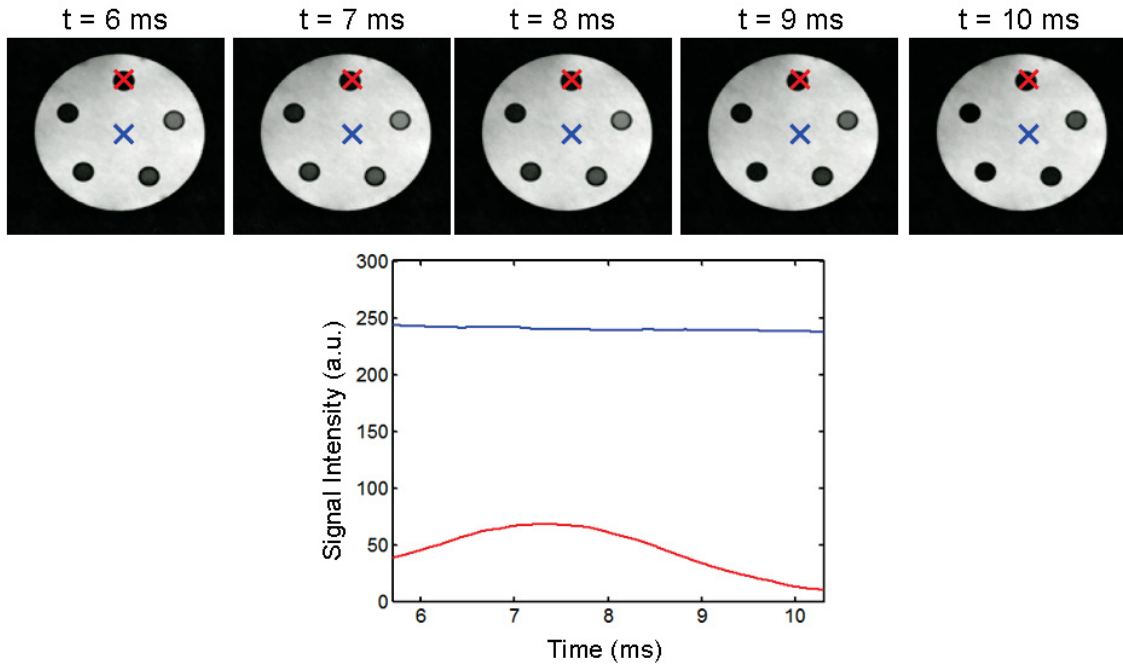 t = 6 ms
t = 7 ms
t = 8 ms
t = 9 ms
t = 10 ms
300
250
200
150
100
50
0
Signal Intensity (a.u.)
6
7
8
9
10
Time (ms)